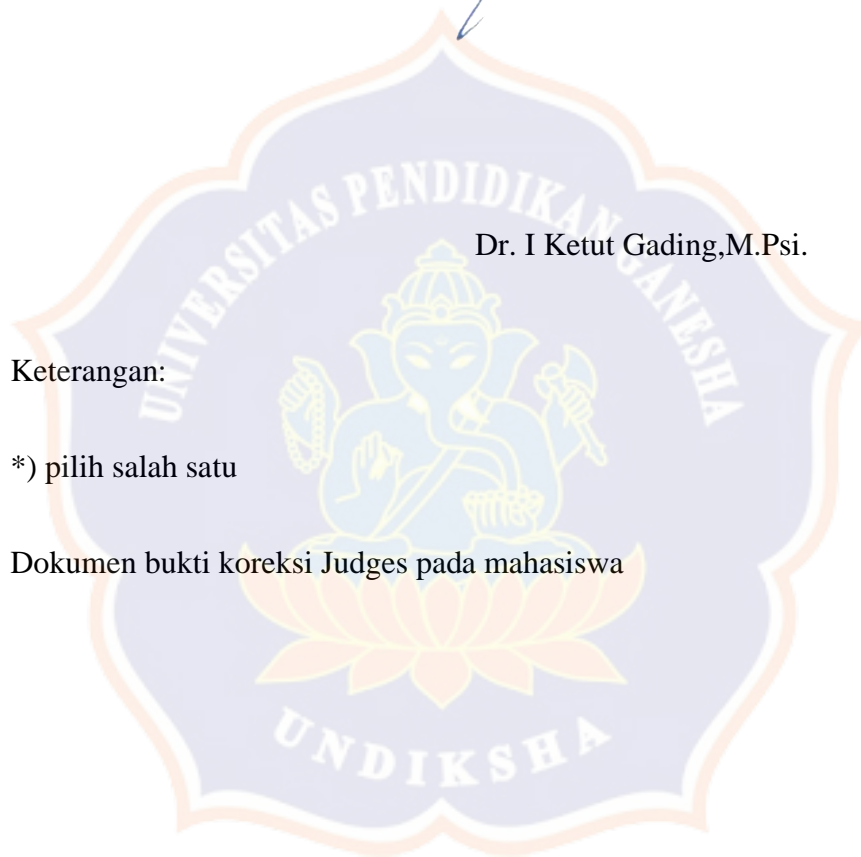 UNIVERSITAS PENDIDIKAN GANESHA
Dr. I Ketut Gading,M.Psi.
Keterangan:
*) pilih salah satu
Dokumen bukti koreksi Judges pada mahasiswa
UNDIKSHA